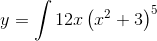 y = ∫ 12x (x² + 3)⁵